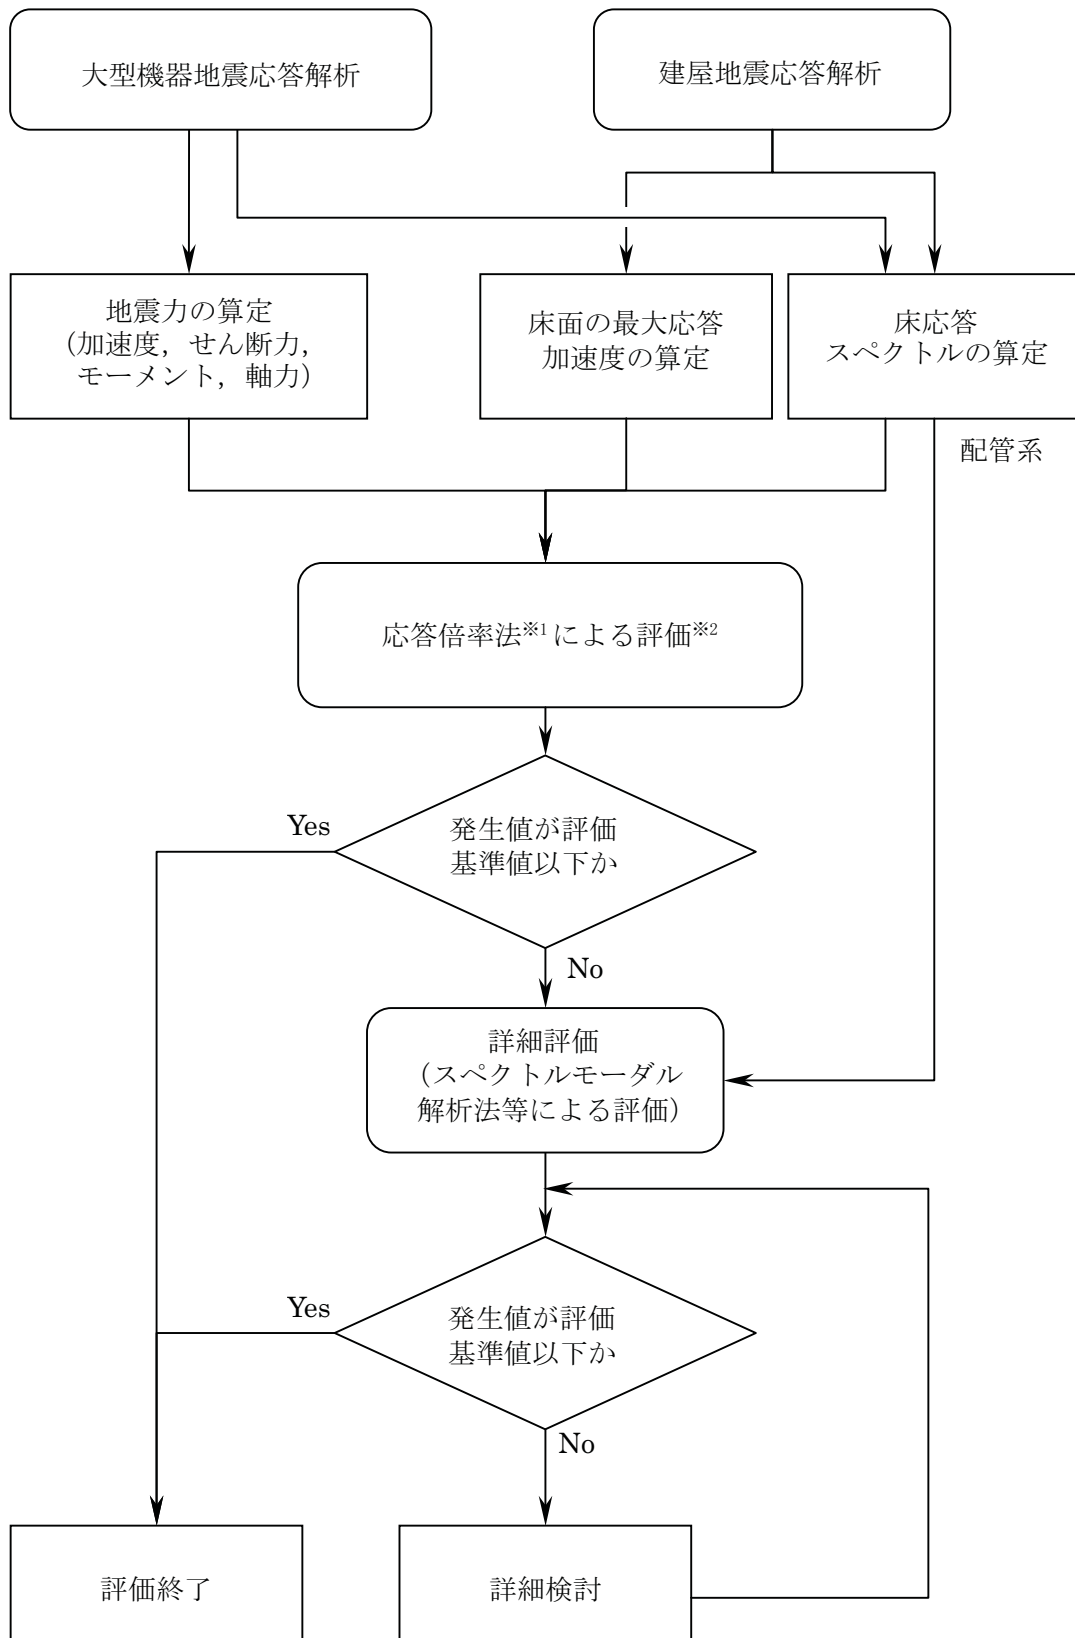 大型機器地震応答解析
建屋地震応答解析
地震力の算定
（加速度，せん断力，
モーメント，軸力）
床面の最大応答
加速度の算定
床応答
スペクトルの算定
配管系
応答倍率法※1による評価※2
Yes
発生値が評価
基準値以下か
No
詳細評価
（スペクトルモーダル
解析法等による評価）
Yes
発生値が評価
基準値以下か
No
評価終了
詳細検討